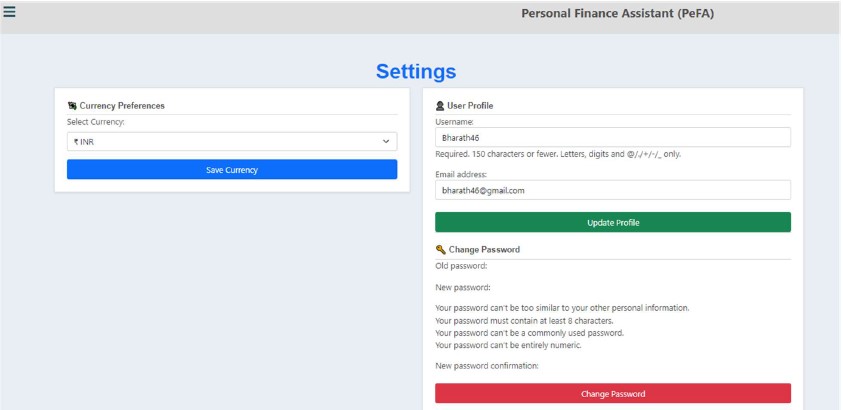 Personal Finance Assistant (PeFA)
Settings
Currency Preferences
Select Currency:
₹ INR
Save Currency
User Profile
Username:
Bharath46
Required. 150 characters or fewer. Letters, digits and @/./+/-/_ only.
Email address:
bharath46@gmail.com
Update Profile
Change Password
Old password:
New password:
Your password can't be too similar to your other personal information.
Your password must contain at least 8 characters.
Your password can't be a commonly used password.
Your password can't be entirely numeric.
New password confirmation:
Change Password